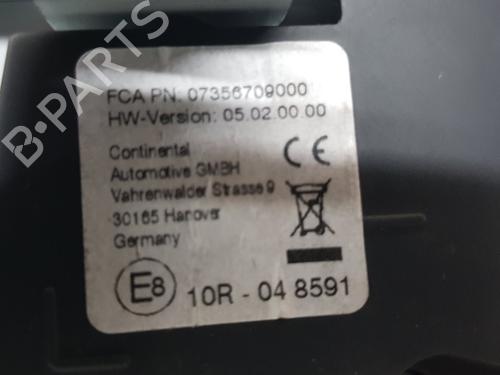 FCA PN: 07356709000
HW-Version: 05.02.00.00
Continental
Automotive GMBH
Vahrenwalder Strasse 9
30165 Hanover
Germany
CE
E8
10R - 04 8591
B-PARTS